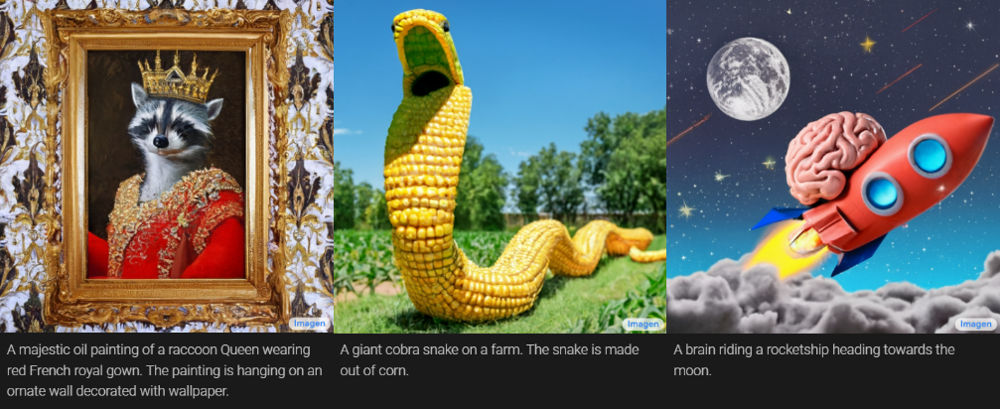 Imagen
Imagen
Imagen
A majestic oil painting of a raccoon Queen wearing
red French royal gown. The painting is hanging on an
ornate wall decorated with wallpaper.
A giant cobra snake on a farm. The snake is made
out of corn.
A brain riding a rocketship heading towards the
moon.